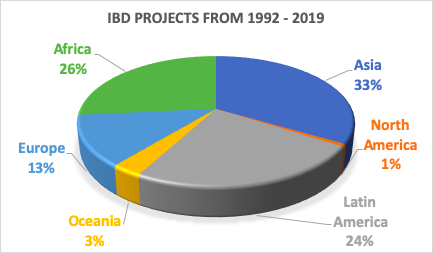 IBD PROJECTS FROM 1992 - 2019
Africa
26%
Asia
33%
North
America
1%
Europe
13%
Latin
America
24%
Oceania
3%